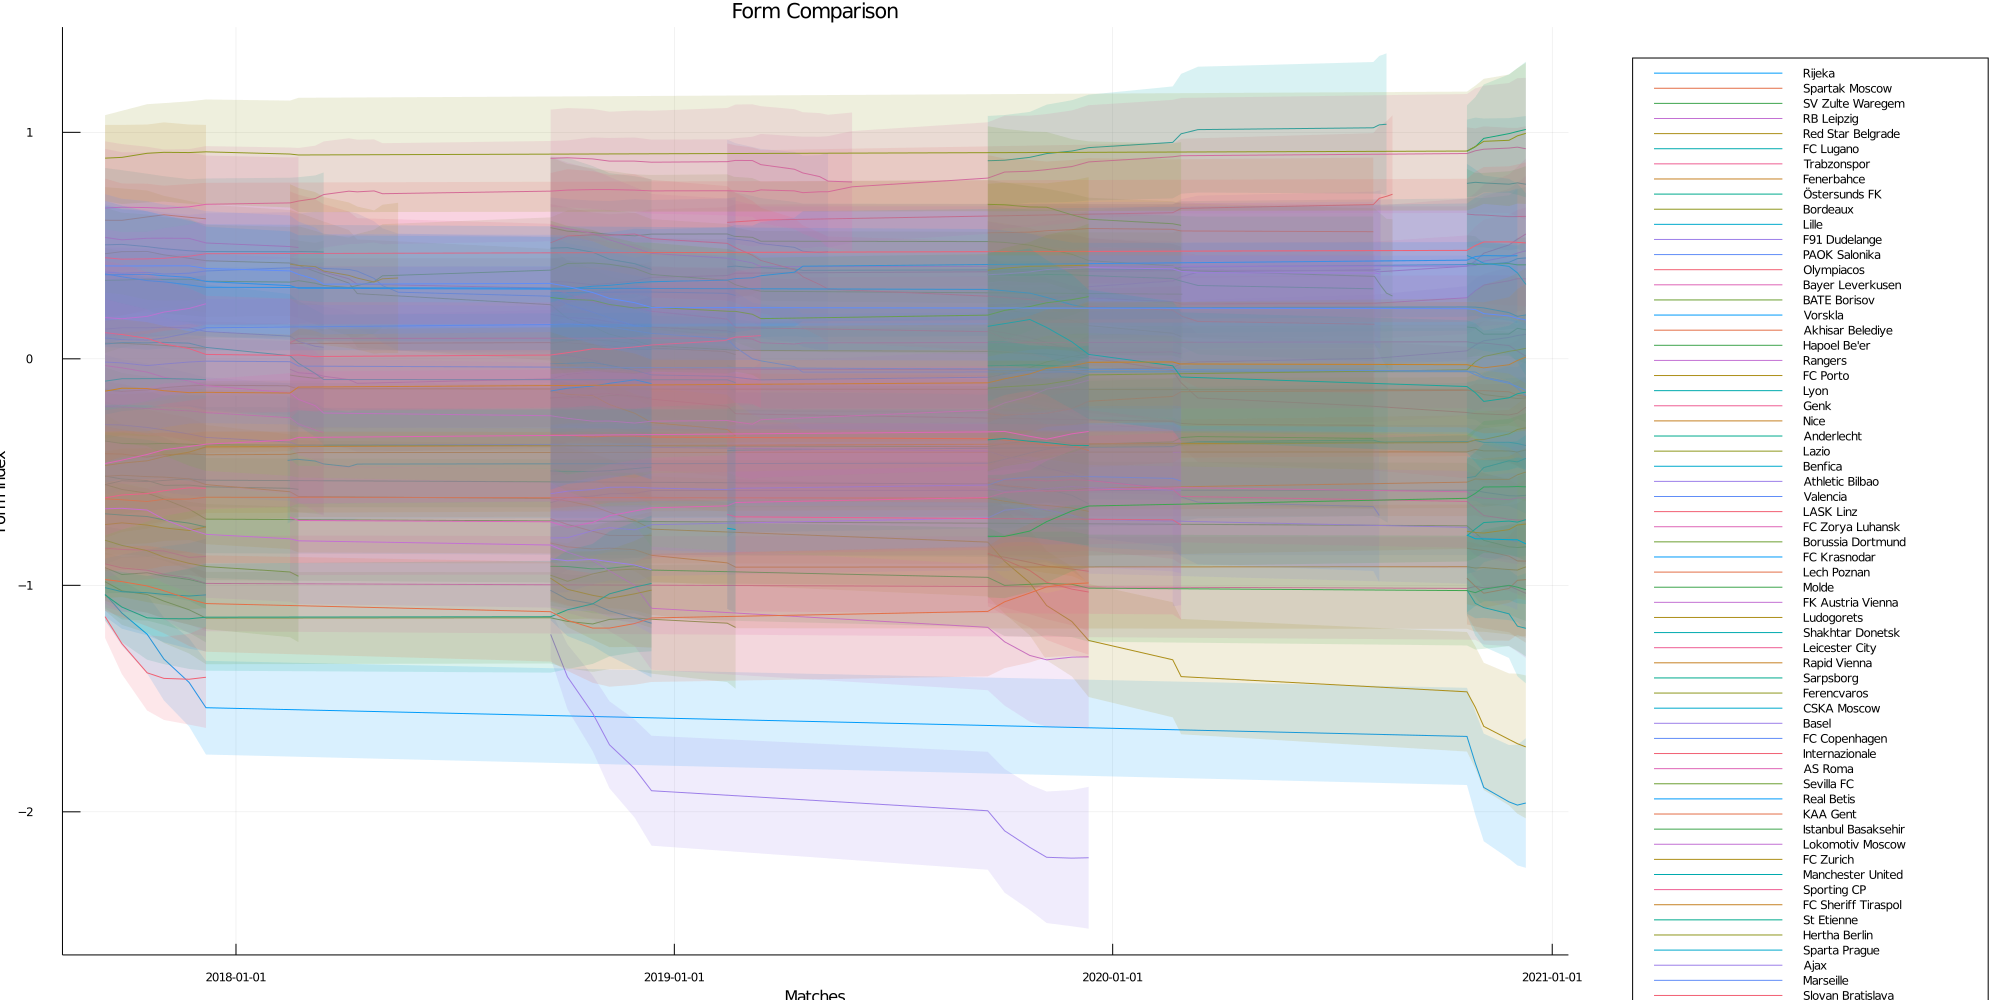 Form Comparison
Form Index
1
0
−1
−2
2018-01-01
2019-01-01
2020-01-01
2021-01-01
Matches
Rijeka
Spartak Moscow
SV Zulte Waregem
RB Leipzig
Red Star Belgrade
FC Lugano
Trabzonspor
Fenerbahce
Östersunds FK
Bordeaux
Lille
F91 Dudelange
PAOK Salonika
Olympiacos
Bayer Leverkusen
BATE Borisov
Vorskla
Akhisar Belediye
Hapoel Be'er
Rangers
FC Porto
Lyon
Genk
Nice
Anderlecht
Lazio
Benfica
Athletic Bilbao
Valencia
LASK Linz
FC Zorya Luhansk
Borussia Dortmund
FC Krasnodar
Lech Poznan
Molde
FK Austria Vienna
Ludogorets
Shakhtar Donetsk
Leicester City
Rapid Vienna
Sarpsborg
Ferencvaros
CSKA Moscow
Basel
FC Copenhagen
Internazionale
AS Roma
Sevilla FC
Real Betis
KAA Gent
Istanbul Basaksehir
Lokomotiv Moscow
FC Zurich
Manchester United
Sporting CP
FC Sheriff Tiraspol
St Etienne
Hertha Berlin
Sparta Prague
Ajax
Marseille
Slovan Bratislava